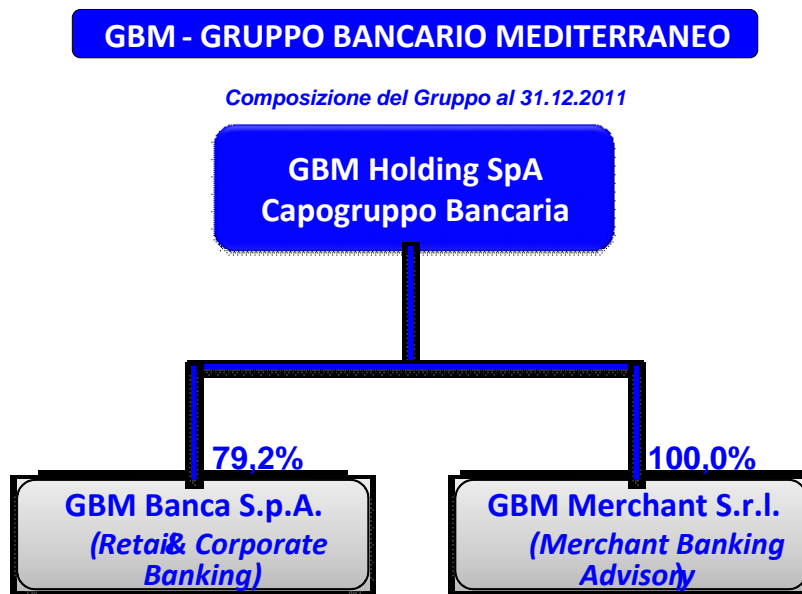 GBM - GRUPPO BANCARIO MEDITERRANEO
Composizione del Gruppo al 31.12.2011
GBM Holding SpA
Capogruppo Bancaria
79,2%
100,0%
GBM Banca S.p.A.
(Retail& Corporate
Banking)
GBM Merchant S.r.l.
(Merchant Banking
Advisory)